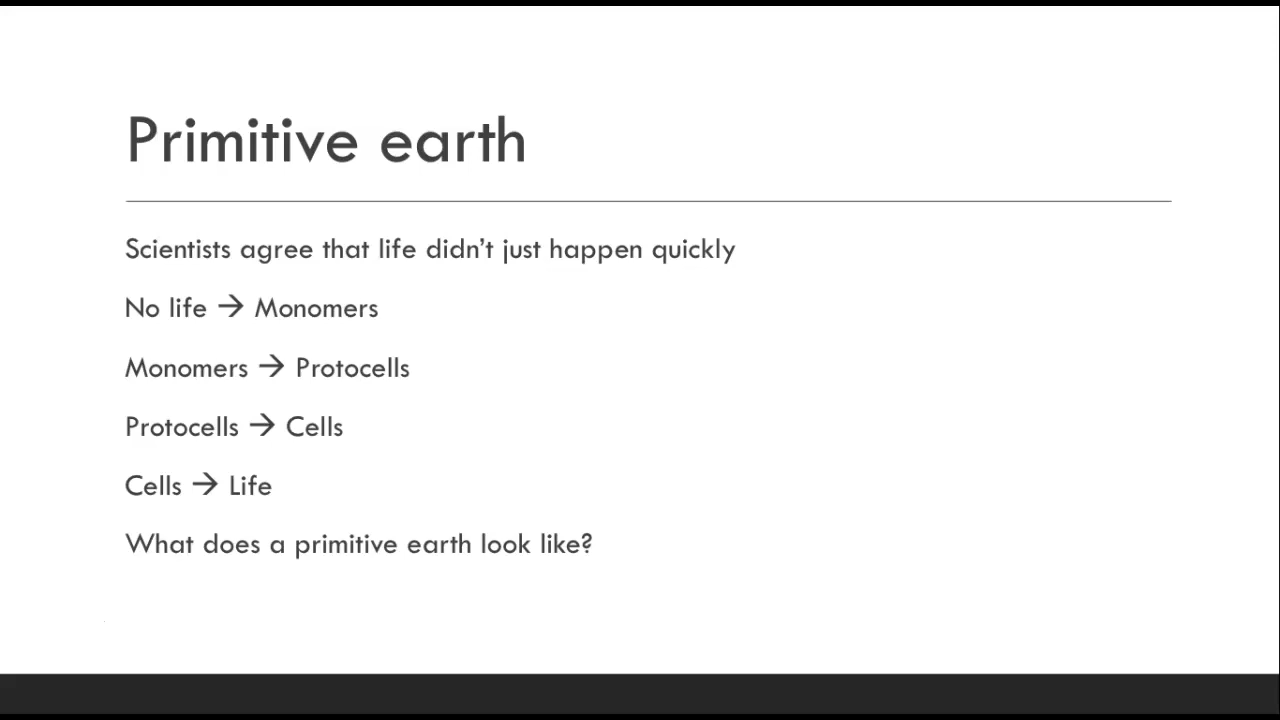 Primitive earth
Scientists agree that life didn’t just happen quickly
No life → Monomers
Monomers → Protocells
Protocells → Cells
Cells → Life
What does a primitive earth look like?